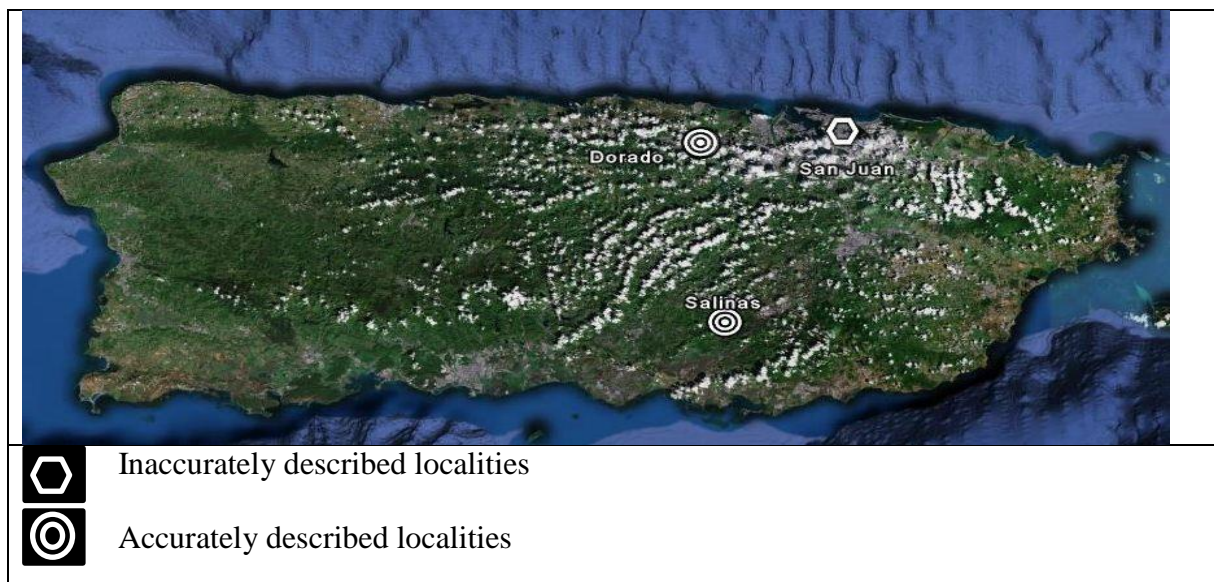 Dorado
San Juan
Salinas
Inaccurately described localities
Accurately described localities